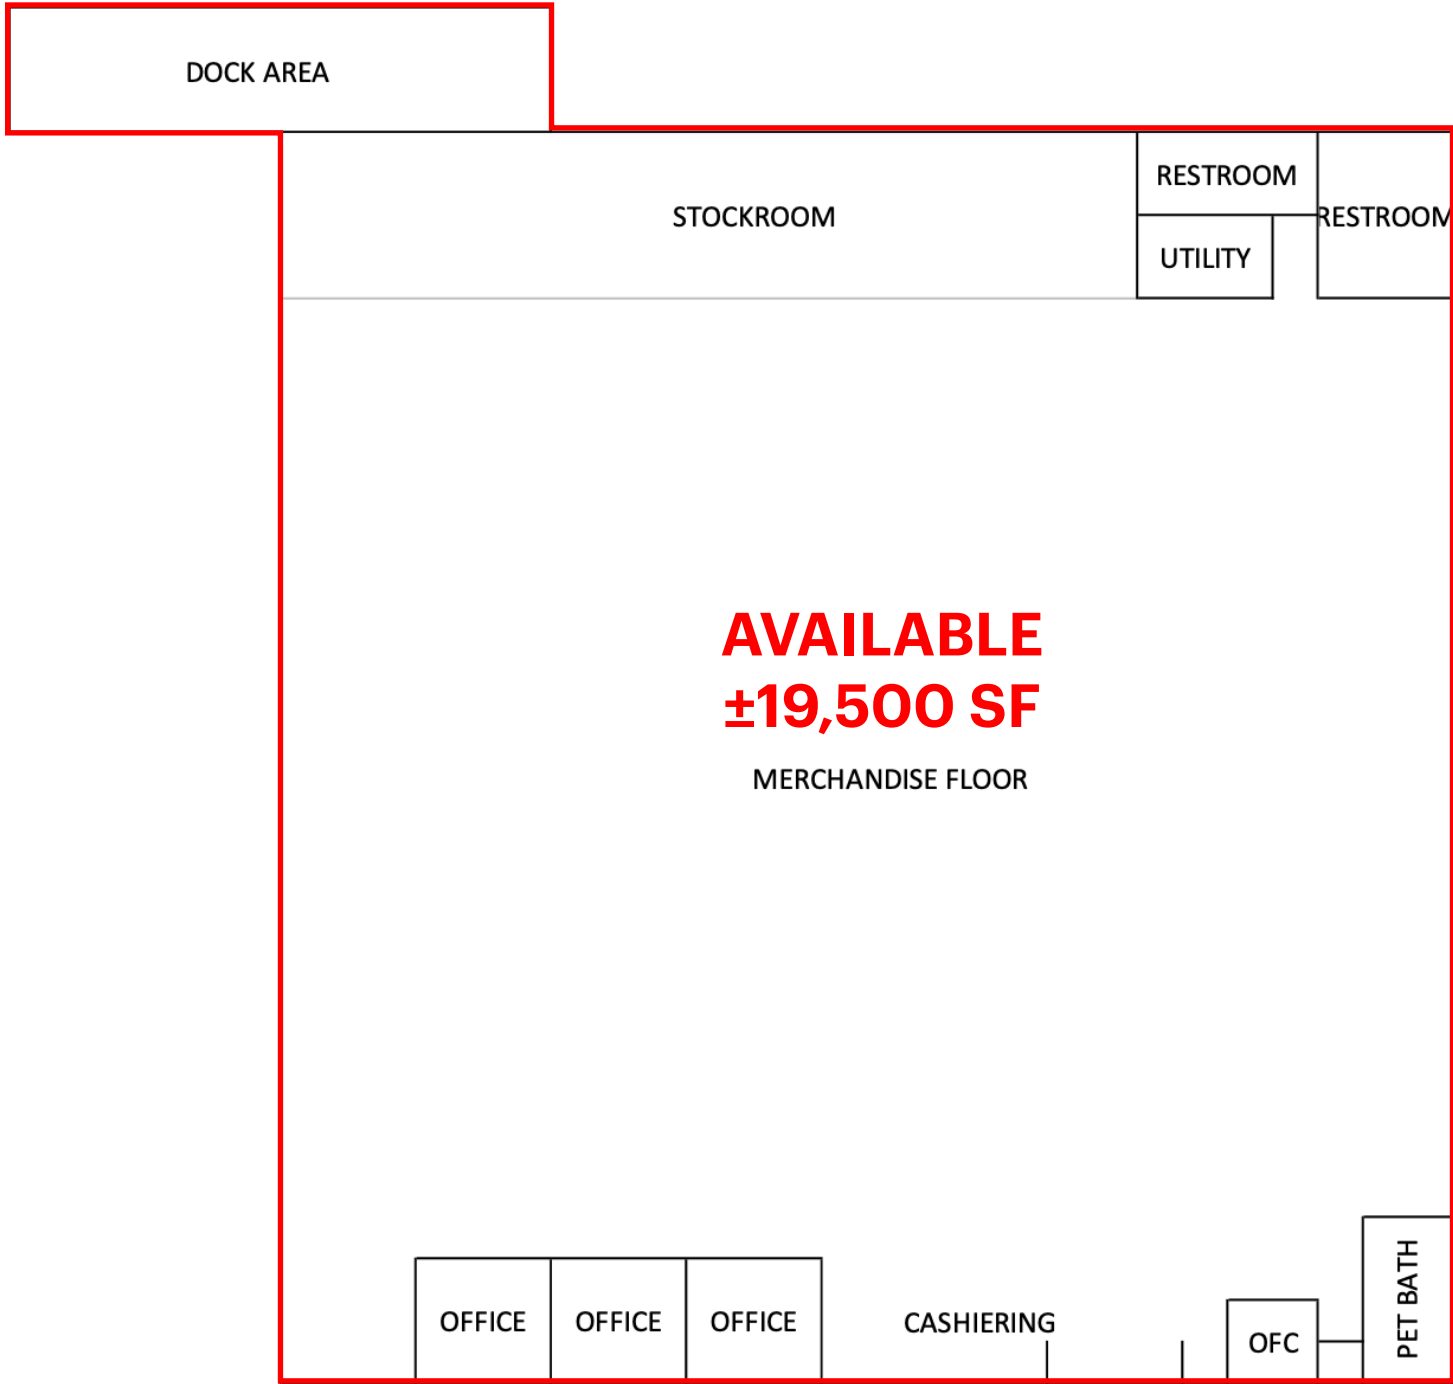 DOCK AREA
RESTROOM
STOCKROOM
RESTROOM
UTILITY
AVAILABLE
±19,500 SF
MERCHANDISE FLOOR
OFFICE
OFFICE
OFFICE
CASHIERING
OFC
PET BATH